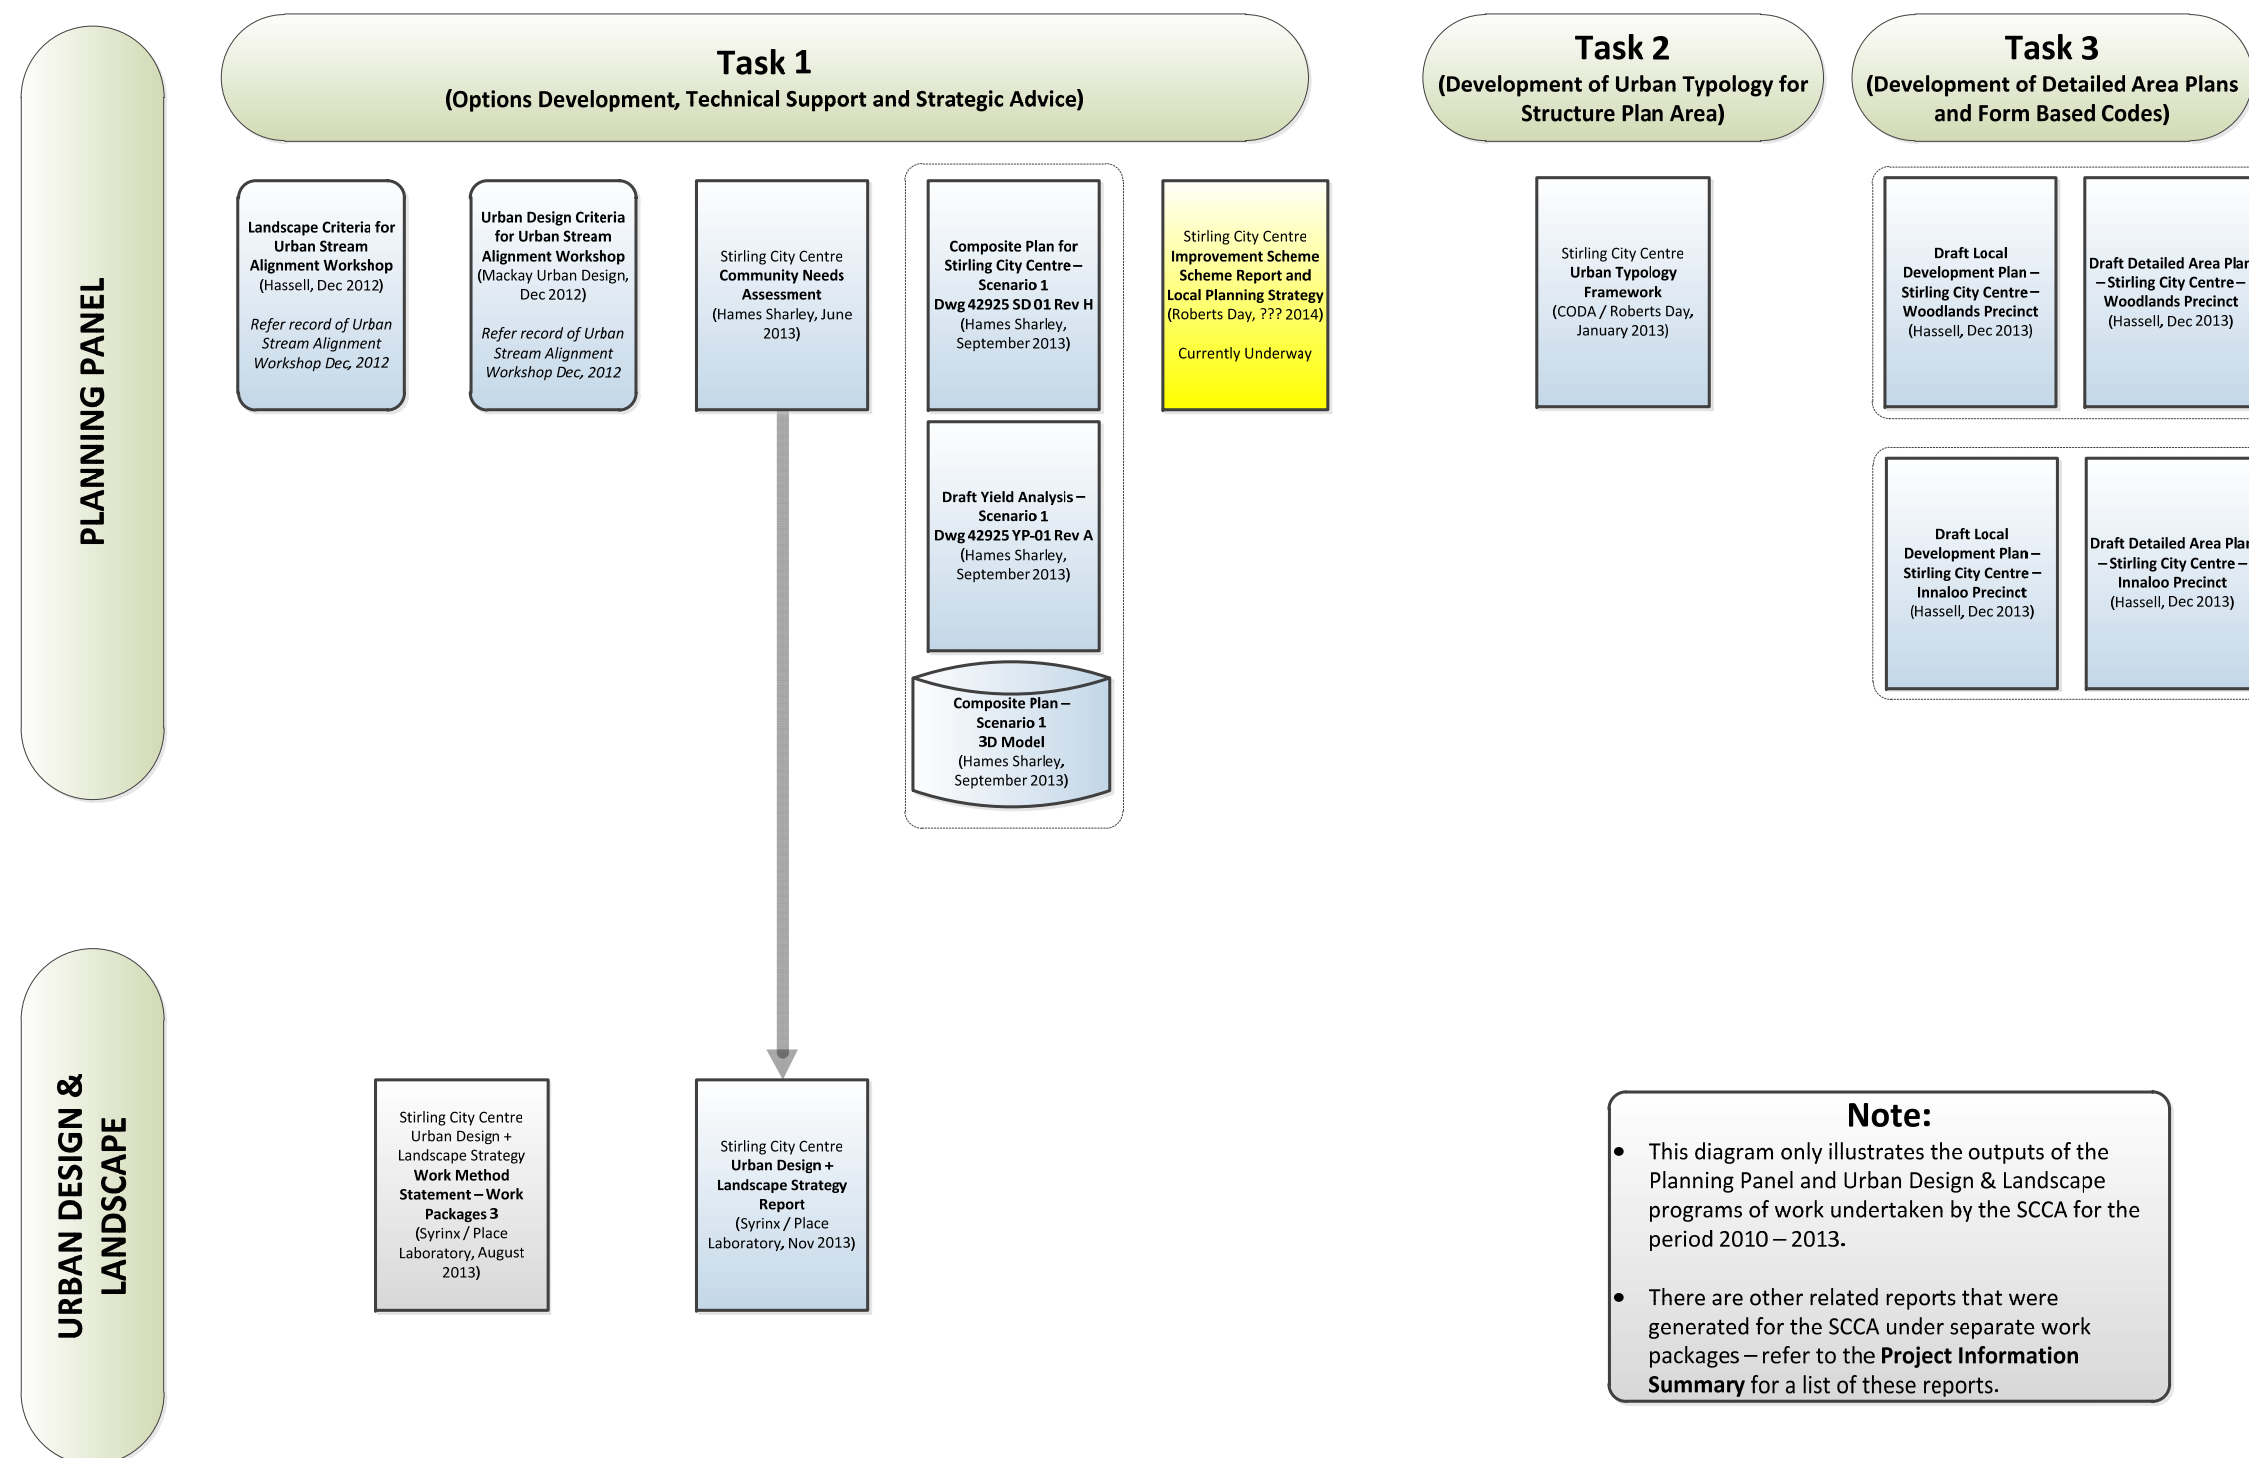 PLANNING PANEL
Task 1
(Options Development, Technical Support and Strategic Advice)
Task 2
(Development of Urban Typology for
Structure Plan Area)
Task 3
(Development of Detailed Area Plans
and Form Based Codes)
Landscape Criteria for
Urban Stream
Alignment Workshop
(Hassell, Dec 2012)
Refer record of Urban
Stream Alignment
Workshop Dec, 2012
Urban Design Criteria
for Urban Stream
Alignment Workshop
(Mackay Urban Design,
Dec 2012)
Refer record of Urban
Stream Alignment
Workshop Dec, 2012
Stirling City Centre
Community Needs
Assessment
(Hames Sharley, June
2013)
Composite Plan for
Stirling City Centre –
Scenario 1
Dwg 42925 SD 01 Rev H
(Hames Sharley,
September 2013)
Stirling City Centre
Improvement Scheme
Scheme Report and
Local Planning Strategy
(Roberts Day, ??? 2014)
Currently Underway
Stirling City Centre
Urban Typology
Framework
(CODA / Roberts Day,
January 2013)
Draft Local
Development Plan –
Stirling City Centre –
Woodlands Precinct
(Hassell, Dec 2013)
Draft Detailed Area Plan
– Stirling City Centre –
Woodlands Precinct
(Hassell, Dec 2013)
Draft Yield Analysis –
Scenario 1
Dwg 42925 YP-01 Rev A
(Hames Sharley,
September 2013)
Draft Local
Development Plan –
Stirling City Centre –
Innaloo Precinct
(Hassell, Dec 2013)
Draft Detailed Area Plan
– Stirling City Centre –
Innaloo Precinct
(Hassell, Dec 2013)
Composite Plan –
Scenario 1
3D Model
(Hames Sharley,
September 2013)
URBAN DESIGN &
LANDSCAPE
Stirling City Centre
Urban Design +
Landscape Strategy
Work Method
Statement – Work
Packages 3
(Syrinx / Place
Laboratory, August
2013)
Stirling City Centre
Urban Design +
Landscape Strategy
Report
(Syrinx / Place
Laboratory, Nov 2013)
Note:
• This diagram only illustrates the outputs of the
Planning Panel and Urban Design & Landscape
programs of work undertaken by the SCCA for the
period 2010 – 2013.
• There are other related reports that were
generated for the SCCA under separate work
packages – refer to the Project Information
Summary for a list of these reports.